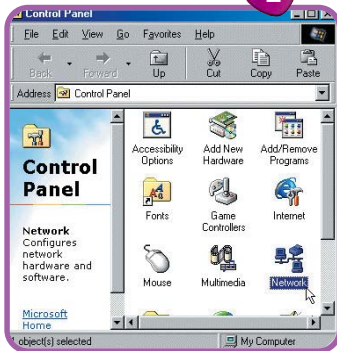 Control Panel
File Edit View Go Favorites Help
Back Forward Up Cut Copy Paste
Address Control Panel
Control
Panel
Network
Configures
network
hardware and
software.
Microsoft
Home
Accessibility
Options
Add New
Hardware
Add/Remove
Programs
Fonts
Game
Controllers
Internet
Mouse
Multimedia
Network
object(s) selected
My Computer